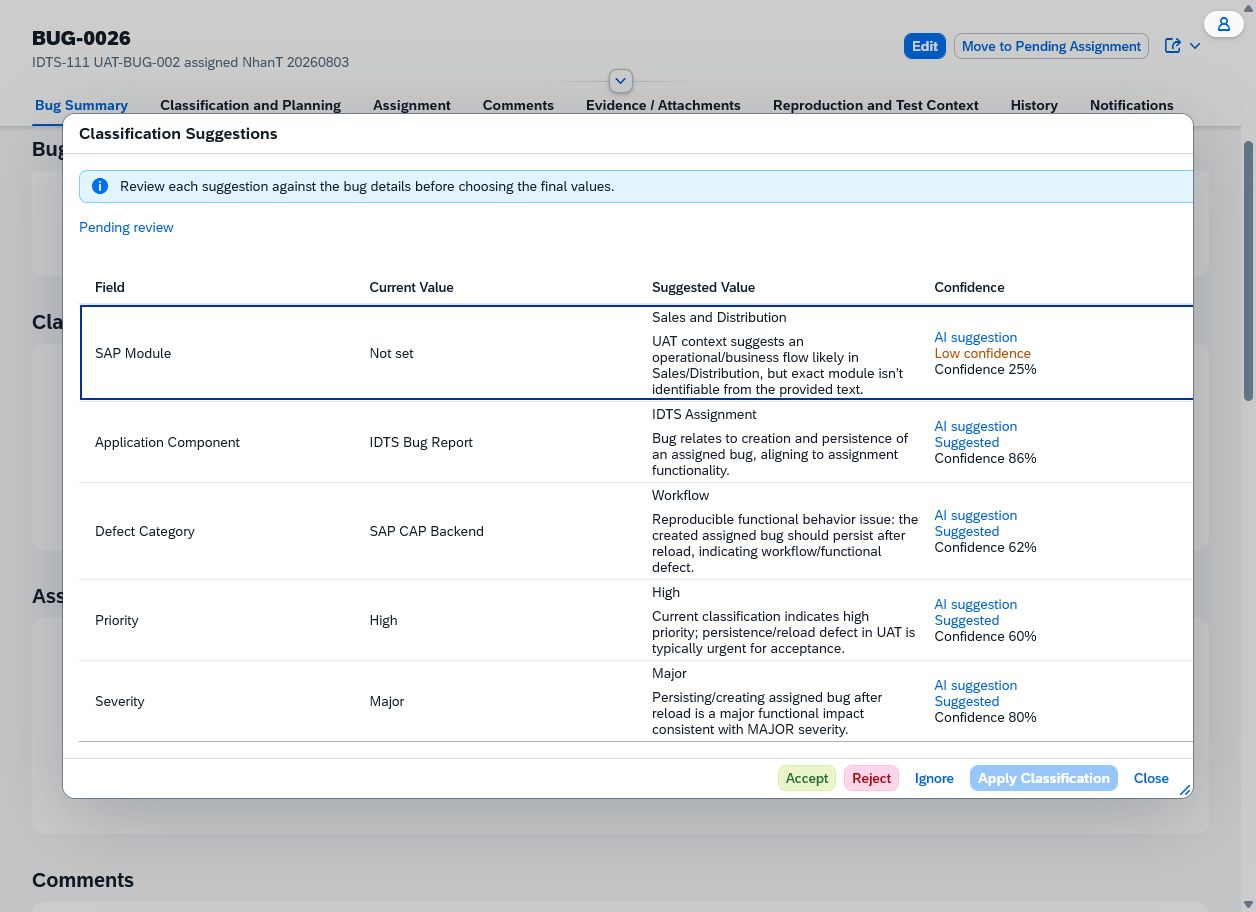 BUG-0026
IDTS-111 UAT-BUG-002 assigned NhanT 20260803
Edit
Move to Pending Assignment
Bug Summary
Classification and Planning
Assignment
Comments
Evidence / Attachments
Reproduction and Test Context
History
Notifications
Bug
Cla
Ass
Classification Suggestions
Review each suggestion against the bug details before choosing the final values.
Pending review
Field
Current Value
Suggested Value
Confidence
SAP Module
Not set
Sales and Distribution
UAT context suggests an
operational/business flow likely in
Sales/Distribution, but exact module isn't
identifiable from the provided text.
AI suggestion
Low confidence
Confidence 25%
Application Component
IDTS Bug Report
IDTS Assignment
Bug relates to creation and persistence of
an assigned bug, aligning to assignment
functionality.
AI suggestion
Suggested
Confidence 86%
Defect Category
SAP CAP Backend
Workflow
Reproducible functional behavior issue: the
created assigned bug should persist after
reload, indicating workflow/functional
defect.
AI suggestion
Suggested
Confidence 62%
Priority
High
High
Current classification indicates high
priority; persistence/reload defect in UAT is
typically urgent for acceptance.
AI suggestion
Suggested
Confidence 60%
Severity
Major
Major
Persisting/creating assigned bug after
reload is a major functional impact
consistent with MAJOR severity.
AI suggestion
Suggested
Confidence 80%
Accept
Reject
Ignore
Apply Classification
Close
Comments